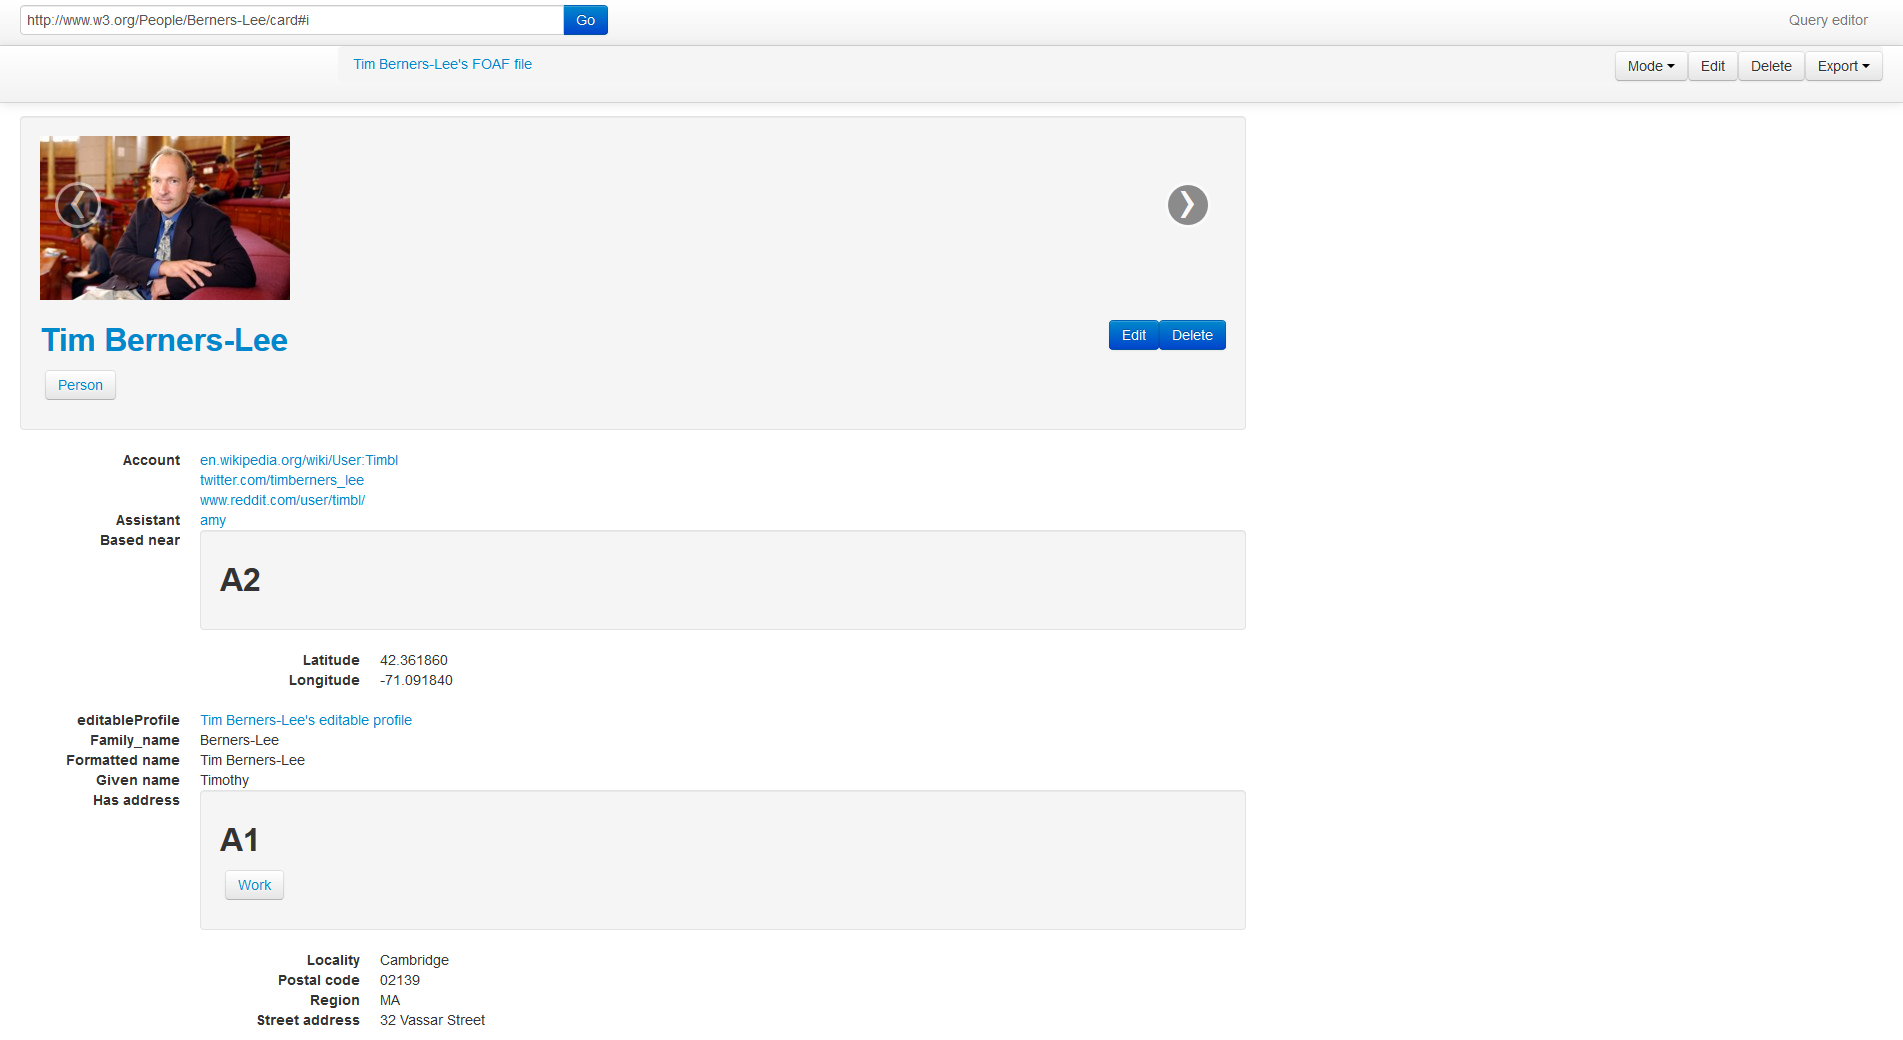 http://www.w3.org/People/Berners-Lee/card#i Go Query editor
Tim Berners-Lee's FOAF file Mode Edit Delete Export
Tim Berners-Lee Edit Delete
Person
Account en.wikipedia.org/wiki/User:Timbl
twitter.com/timberners_lee
www.reddit.com/user/timbl/
Assistant amy
Based near
A2
Latitude 42.361860
Longitude -71.091840
editableProfile Tim Berners-Lee's editable profile
Family_name Berners-Lee
Formatted name Tim Berners-Lee
Given name Timothy
Has address
A1
Work
Locality Cambridge
Postal code 02139
Region MA
Street address 32 Vassar Street